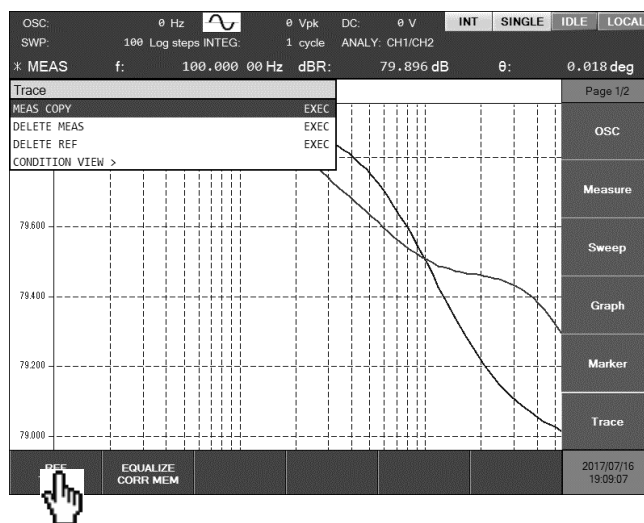 OSC: 0 Hz 0 Vpk DC: 0 V INT SINGLE IDLE LOCAL
SWP: 100 Log steps INTEG: 1 cycle ANALY: CH1/CH2
* MEAS f: 100.000 00 Hz dBR: 79.896 dB θ: 0.018 deg
Trace
Page 1/2
MEAS COPY EXEC
DELETE MEAS EXEC
DELETE REF EXEC
CONDITION VIEW >
OSC
Measure
Sweep
Graph
Marker
Trace
79.600
79.400
79.200
79.000
REF
EQUALIZE
CORR MEM
2017/07/16
19:09:07